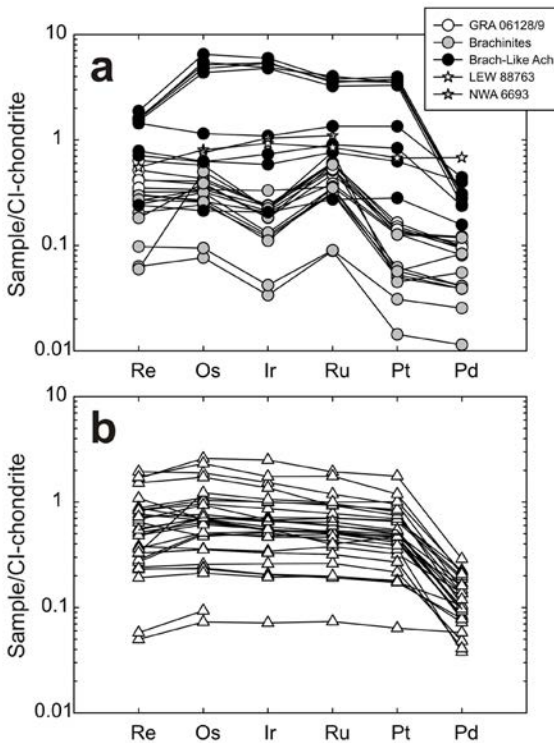 10
a
GRA 06128/9
Brachinites
Brach-Like Ach
LEW 88763
NWA 6693
Sample/CI-chondrite
1
0.1
0.01
Re Os Ir Ru Pt Pd
10
b
Sample/CI-chondrite
1
0.1
0.01
Re Os Ir Ru Pt Pd